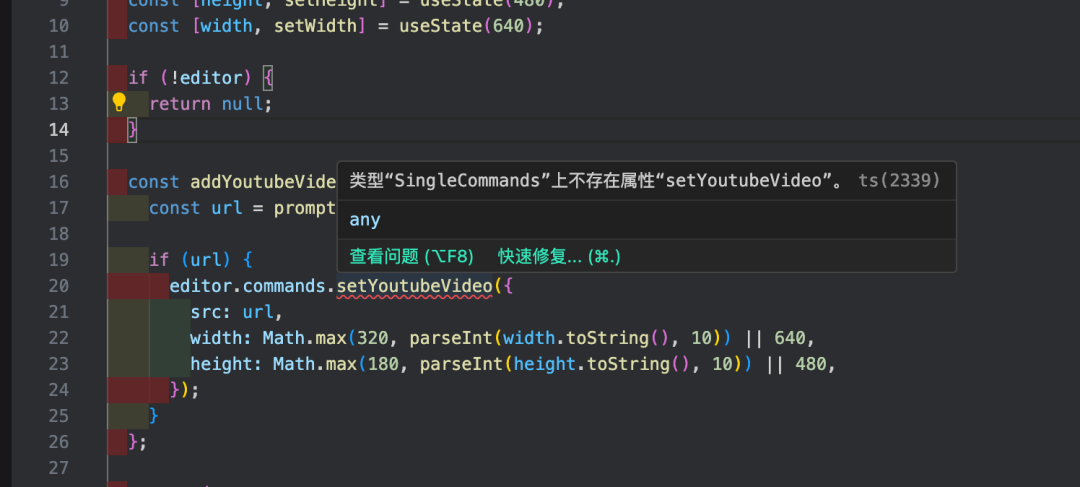 9 const [height, setHeight] = useState(480);
10 const [width, setWidth] = useState(640);
11
12 if (!editor) {
13 return null;
14 }
15
16 const addYoutubeVide
17 const url = prompt
18
19 if (url) {
20 editor.commands.setYoutubeVideo({
21 src: url,
22 width: Math.max(320, parseInt(width.toString(), 10)) || 640,
23 height: Math.max(180, parseInt(height.toString(), 10)) || 480,
24 });
25 }
26 };
27
类型“SingleCommands”上不存在属性“setYoutubeVideo”。 ts(2339)
any
查看问题 (⌥F8) 快速修复... (⌘.)